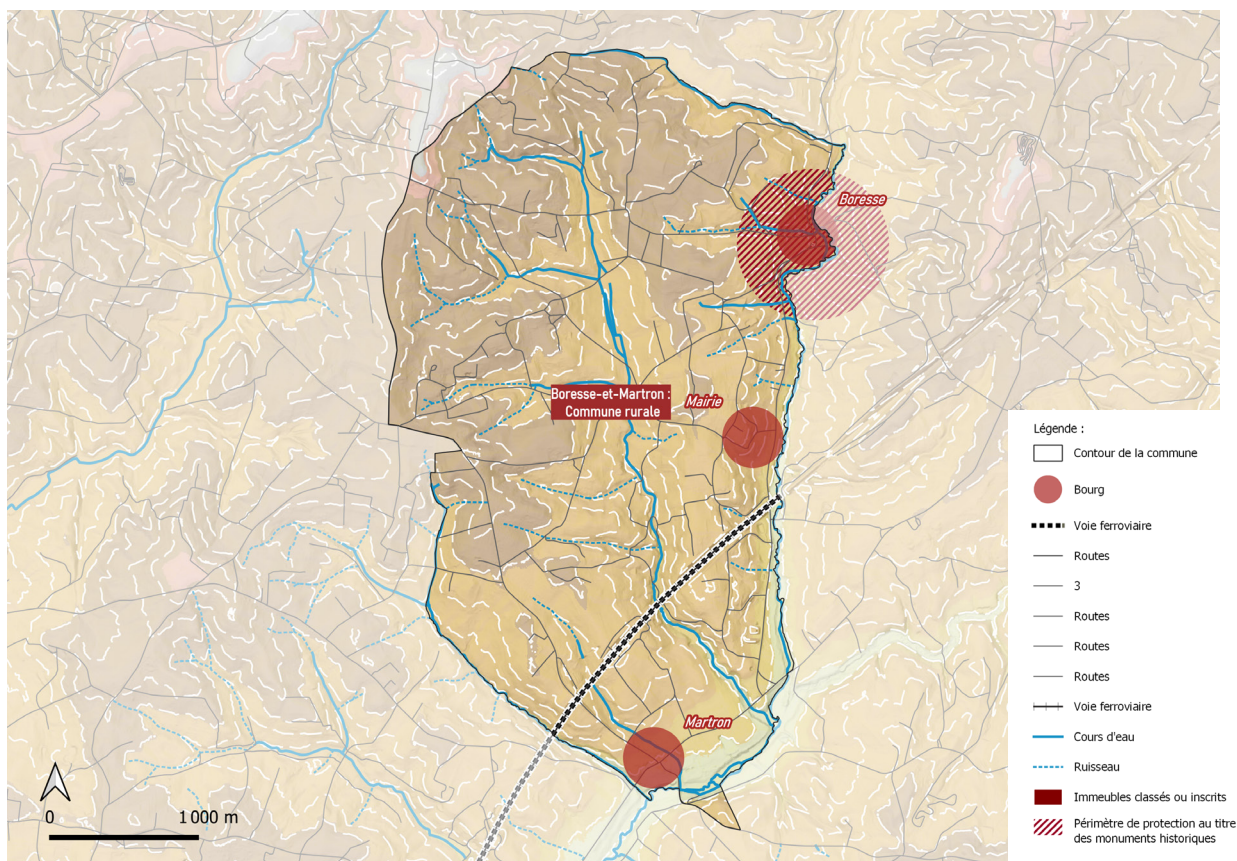 Boresse
Boresse-et-Martron :
Commune rurale
Mairie
Martron
0
1 000 m
Légende :
Contour de la commune
Bourg
Voie ferroviaire
Routes
3
Routes
Routes
Routes
Voie ferroviaire
Cours d'eau
Ruisseau
Immeubles classés ou inscrits
Périmètre de protection au titre
des monuments historiques